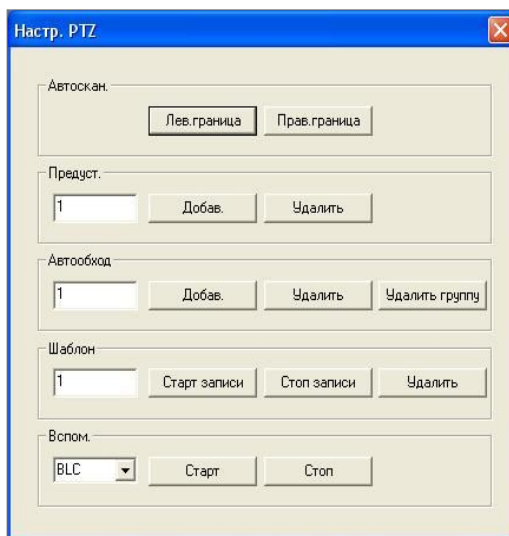 Настр. PTZ
Автоскан.
Лев.граница Прав.граница
Предуст.
1 Добав. Удалить
Автообход
1 Добав. Удалить Удалить группу
Шаблон
1 Старт записи Стоп записи Удалить
Вспом.
BLC Старт Стоп